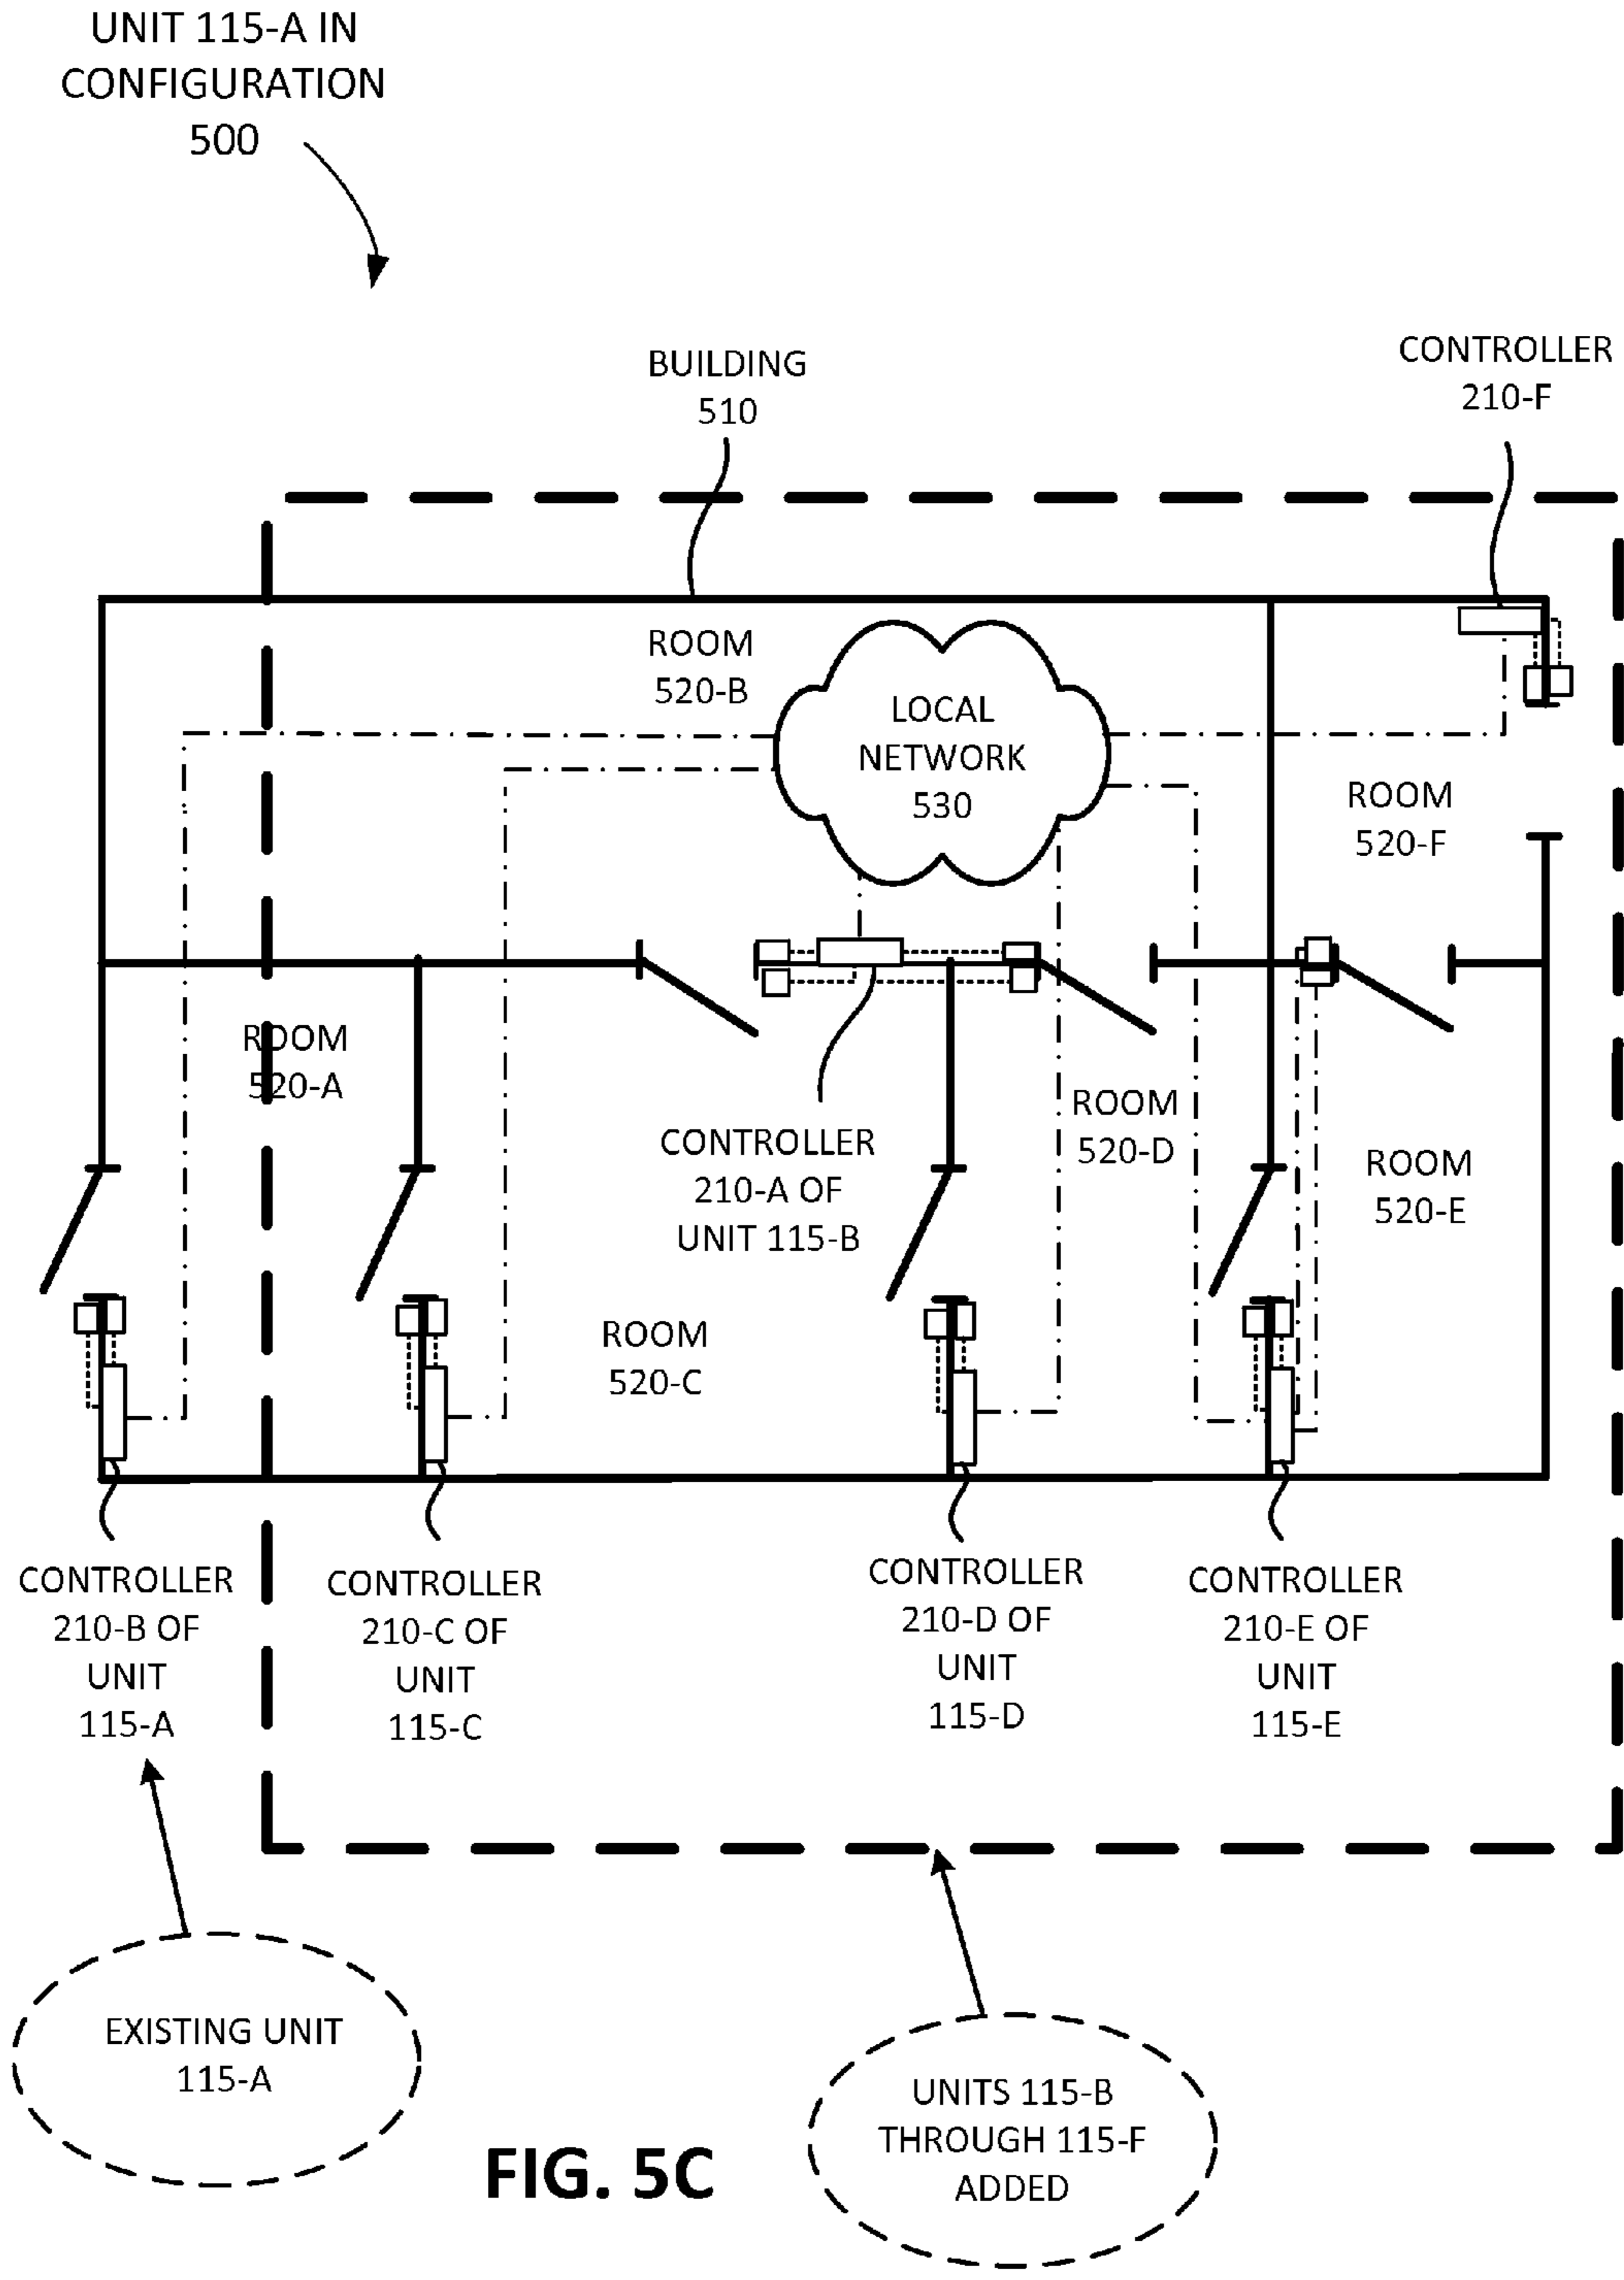 UNIT 115-A IN
CONFIGURATION
500
BUILDING
510
CONTROLLER
210-F
ROOM
520-B
LOCAL
NETWORK
530
ROOM
520-F
ROOM
520-A
CONTROLLER
210-A OF
UNIT 115-B
ROOM
520-D
ROOM
520-E
ROOM
520-C
CONTROLLER
210-B OF
UNIT
115-A
CONTROLLER
210-C OF
UNIT
115-C
CONTROLLER
210-D OF
UNIT
115-D
CONTROLLER
210-E OF
UNIT
115-E
EXISTING UNIT
115-A
UNITS 115-B
THROUGH 115-F
ADDED
FIG. 5C